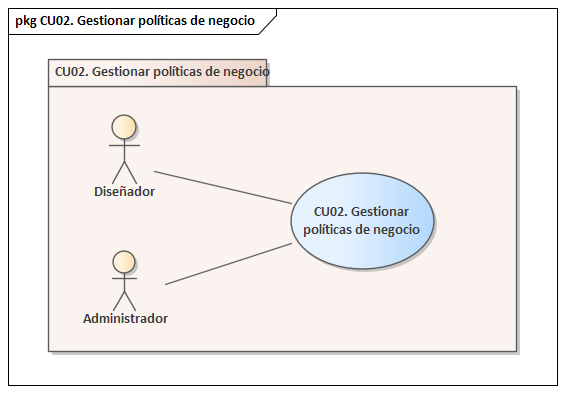 pkg CU02. Gestionar políticas de negocio
CU02. Gestionar políticas de negocio
Diseñador
CU02. Gestionar
políticas de negocio
Administrador